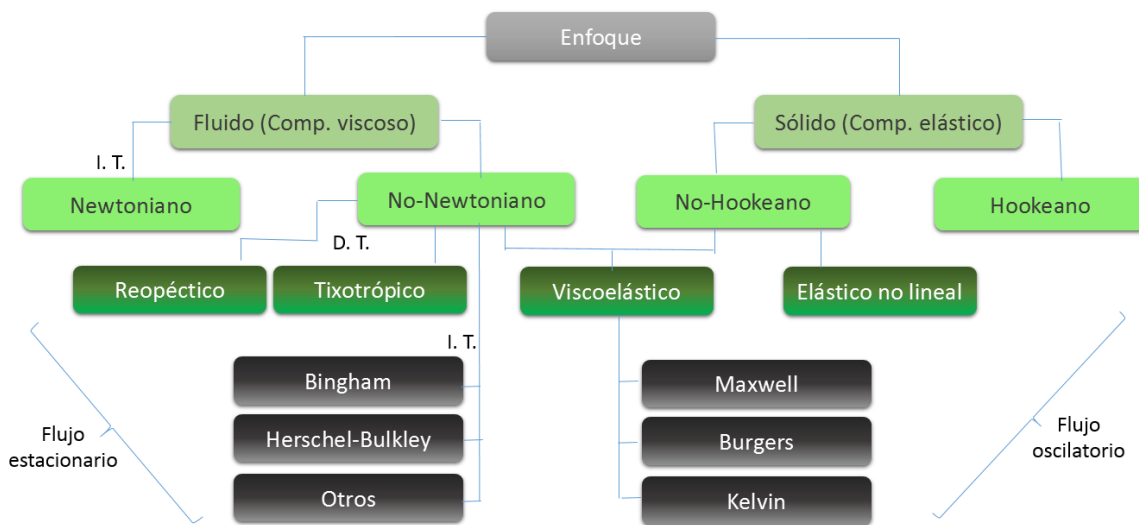 Enfoque
Fluido (Comp. viscoso)
Sólido (Comp. elástico)
I. T.
Newtoniano
No-Newtoniano
No-Hookeano
Hookeano
D. T.
Reopéctico
Tixotrópico
Viscoelástico
Elástico no lineal
I. T.
Bingham
Maxwell
Herschel-Bulkley
Burgers
Otros
Kelvin
Flujo
estacionario
Flujo
oscilatorio